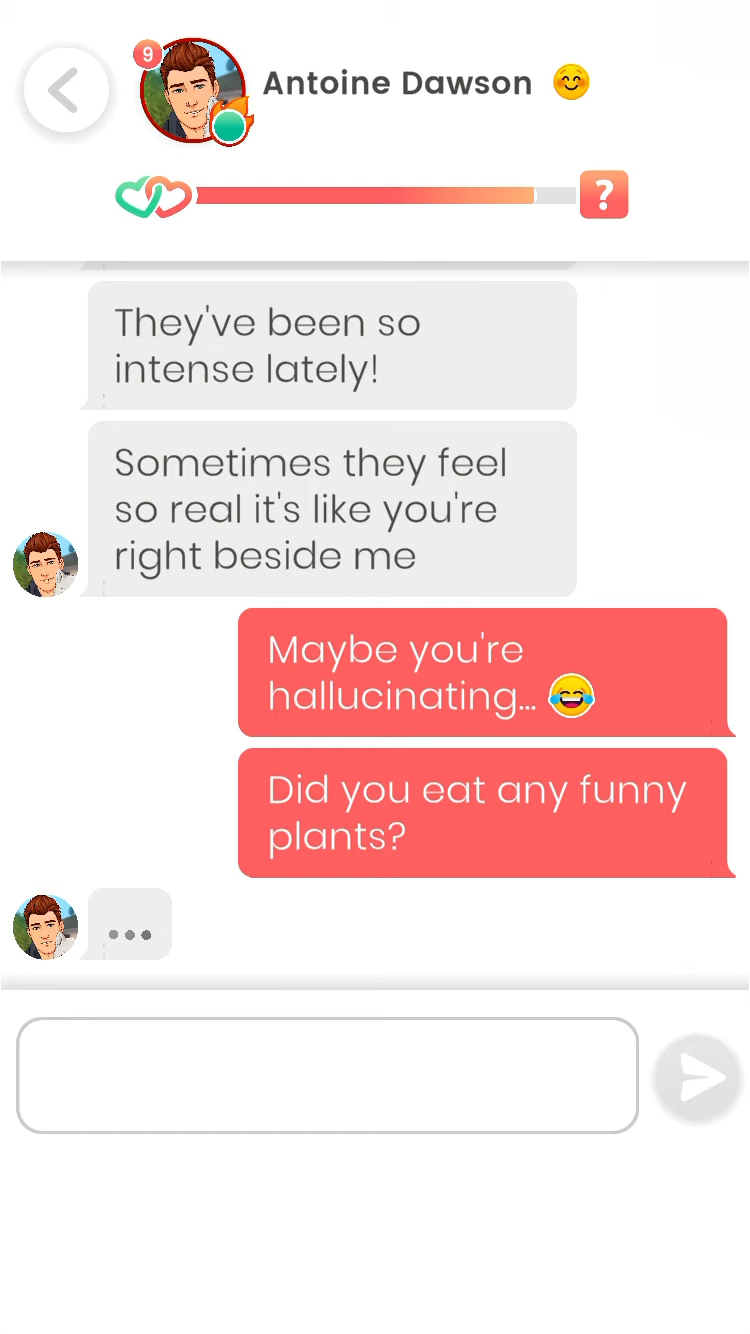 9
Antoine Dawson 😊
?
They've been so
intense lately!
Sometimes they feel
so real it's like you're
right beside me
Maybe you're
hallucinating... 😂
Did you eat any funny
plants?